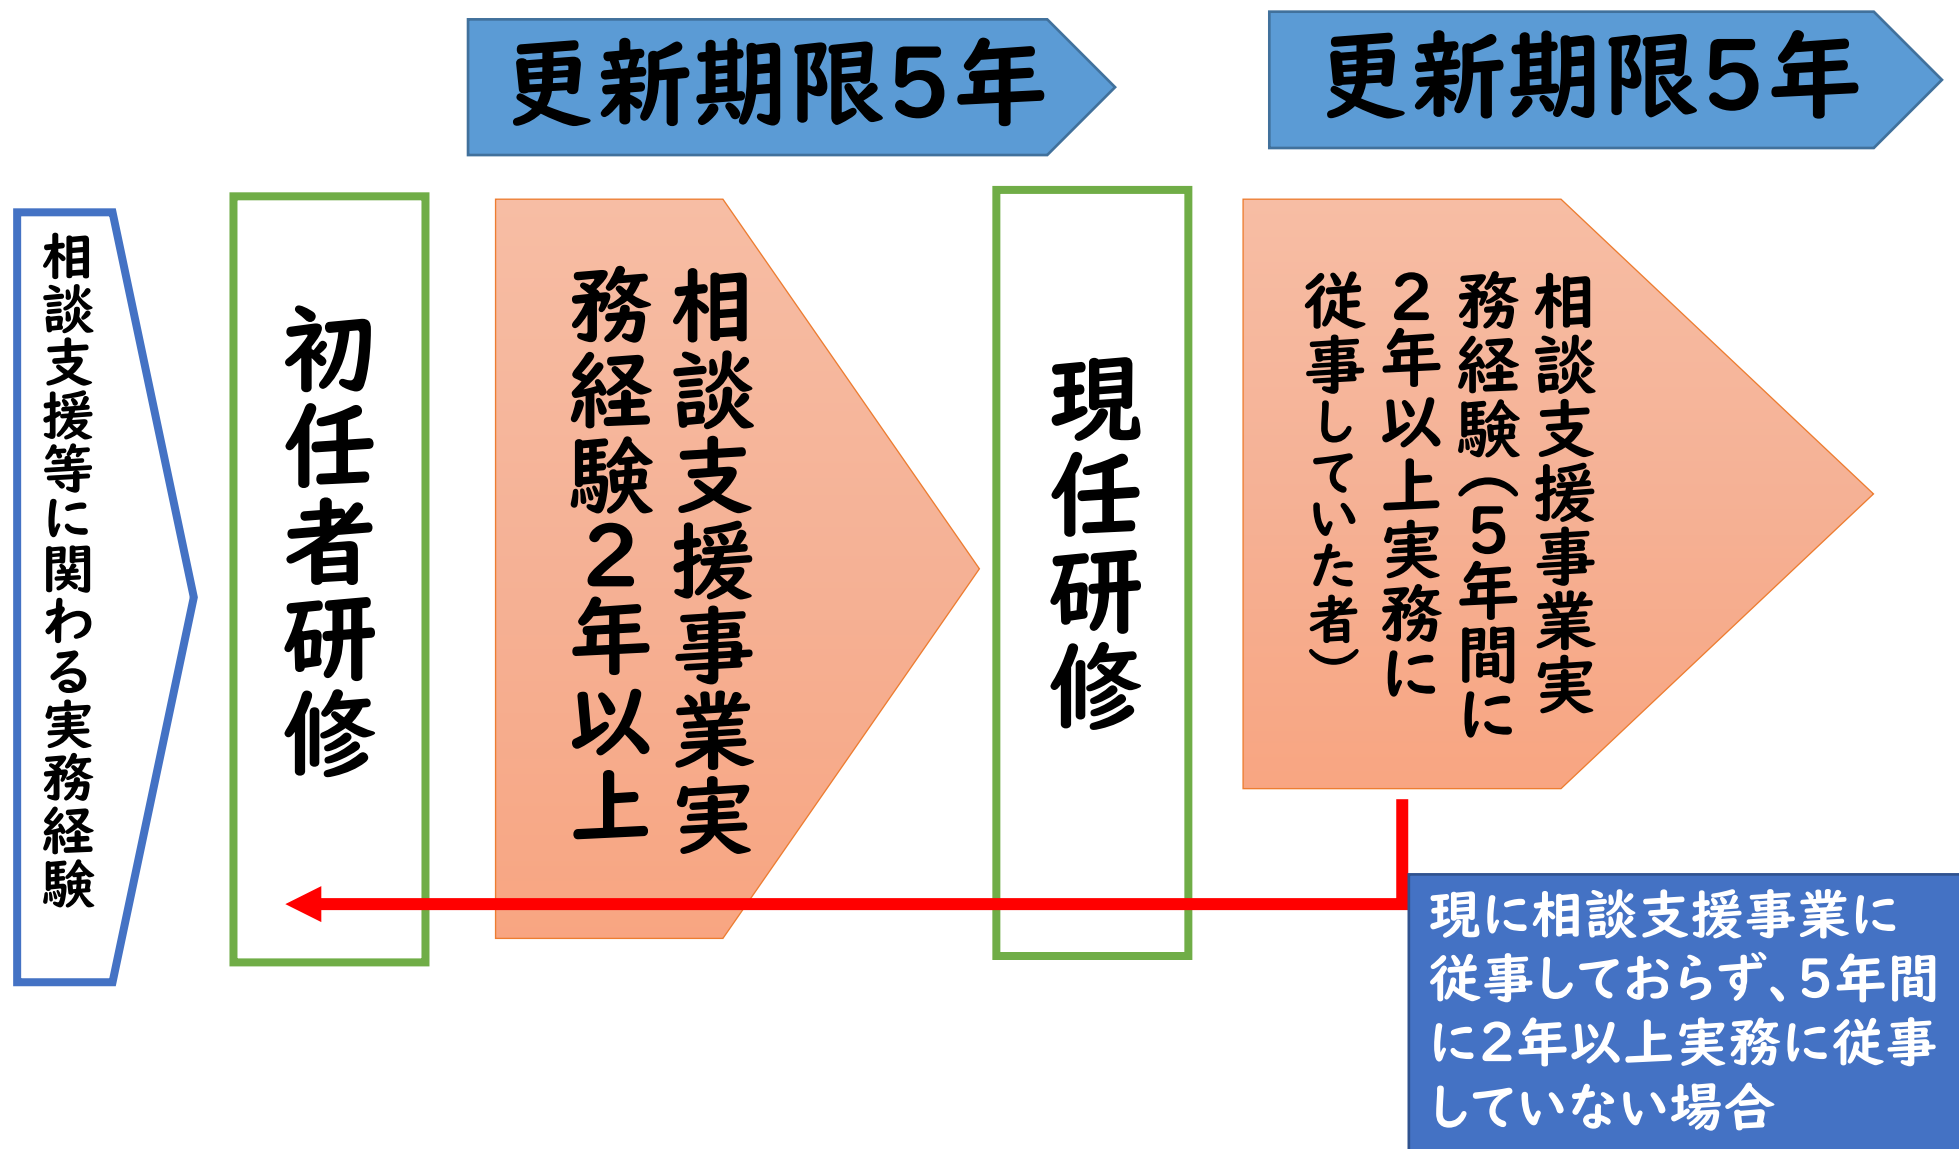 更新期限５年
更新期限５年
相談支援等に関わる実務経験
初任者研修
相談支援事業実
務経験２年以上
現任研修
相談支援事業実
務経験（５年間に
２年以上実務に
従事していた者）
現に相談支援事業に
従事しておらず、５年間
に２年以上実務に従事
していない場合